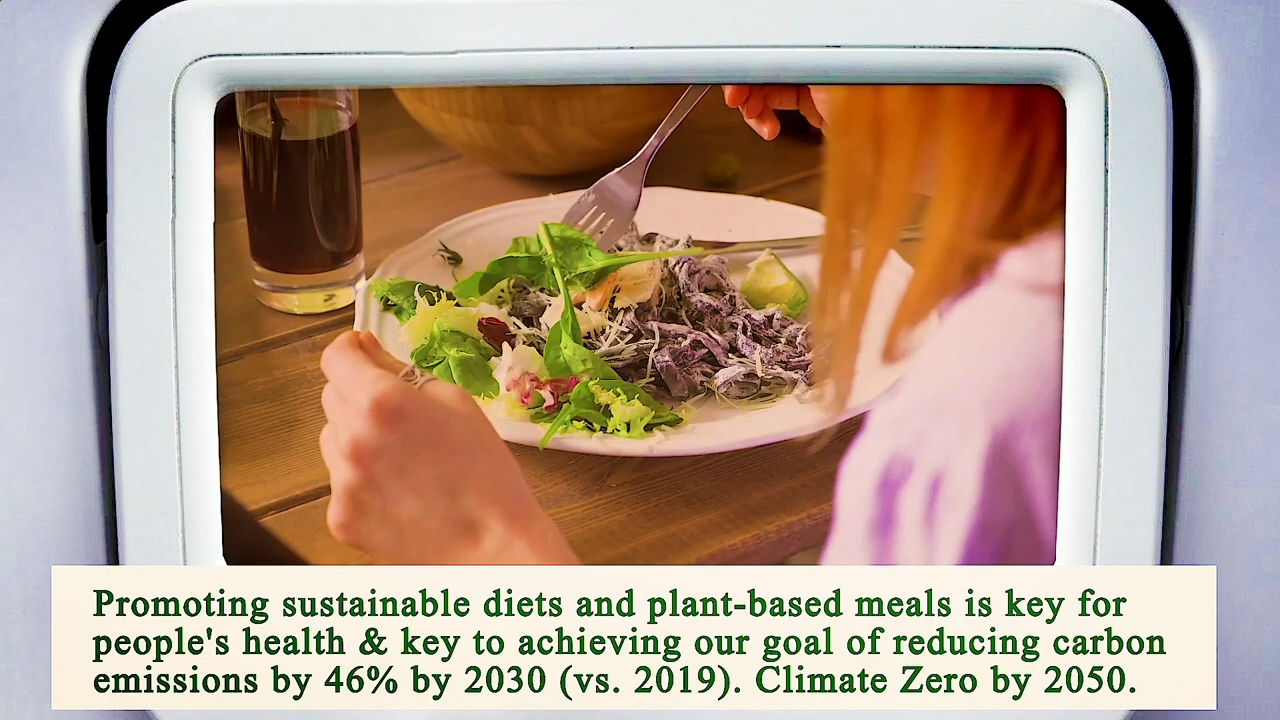 Promoting sustainable diets and plant-based meals is key for
people's health & key to achieving our goal of reducing carbon
emissions by 46% by 2030 (vs. 2019). Climate Zero by 2050.